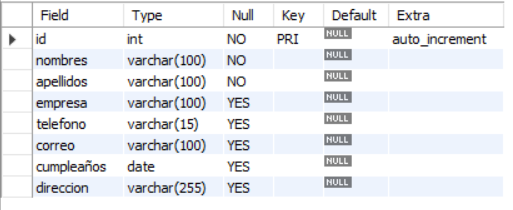 Field Type Null Key Default Extra
id int NO PRI NULL auto_increment
nombres varchar(100) NO NULL
apellidos varchar(100) NO NULL
empresa varchar(100) YES NULL
telefono varchar(15) YES NULL
correo varchar(100) YES NULL
cumpleaños date YES NULL
direccion varchar(255) YES NULL